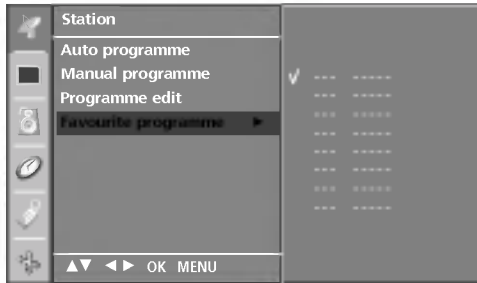 Station
Auto programme
Manual programme
Programme edit
Favourite programme ►
√ --- -----
--- -----
--- -----
--- -----
--- -----
--- -----
--- -----
--- -----
▲▼ ◄► OK MENU